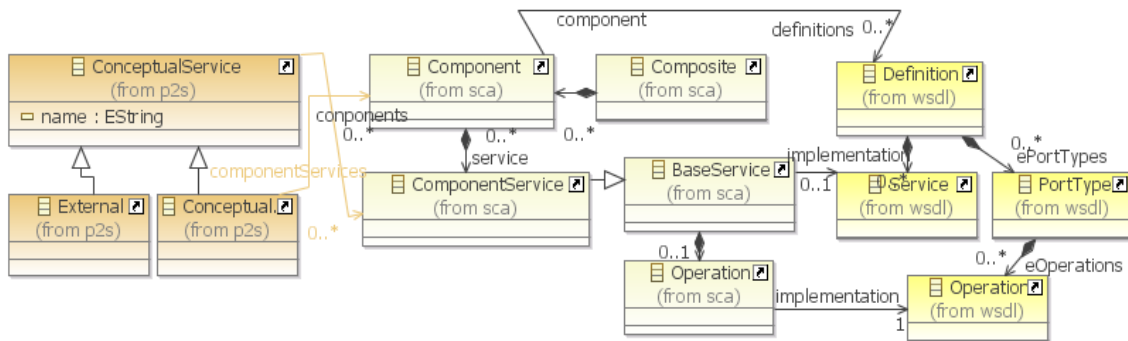 component
definitions
0..*
ConceptualService
(from p2s)
name : EString
Component
(from sca)
Composite
(from sca)
Definition
(from wsdl)
conponents
0..*
0..*
0..*
service
componentServices
0..*
External
(from p2s)
Conceptual.
(from p2s)
ComponentService
(from sca)
BaseService
(from sca)
implementation
0..1
0..*
Service
(from wsdl)
0..*
ePortTypes
PortType
(from wsdl)
0..1
Operation
(from sca)
implementation
1
0..*
eOperations
Operation
(from wsdl)